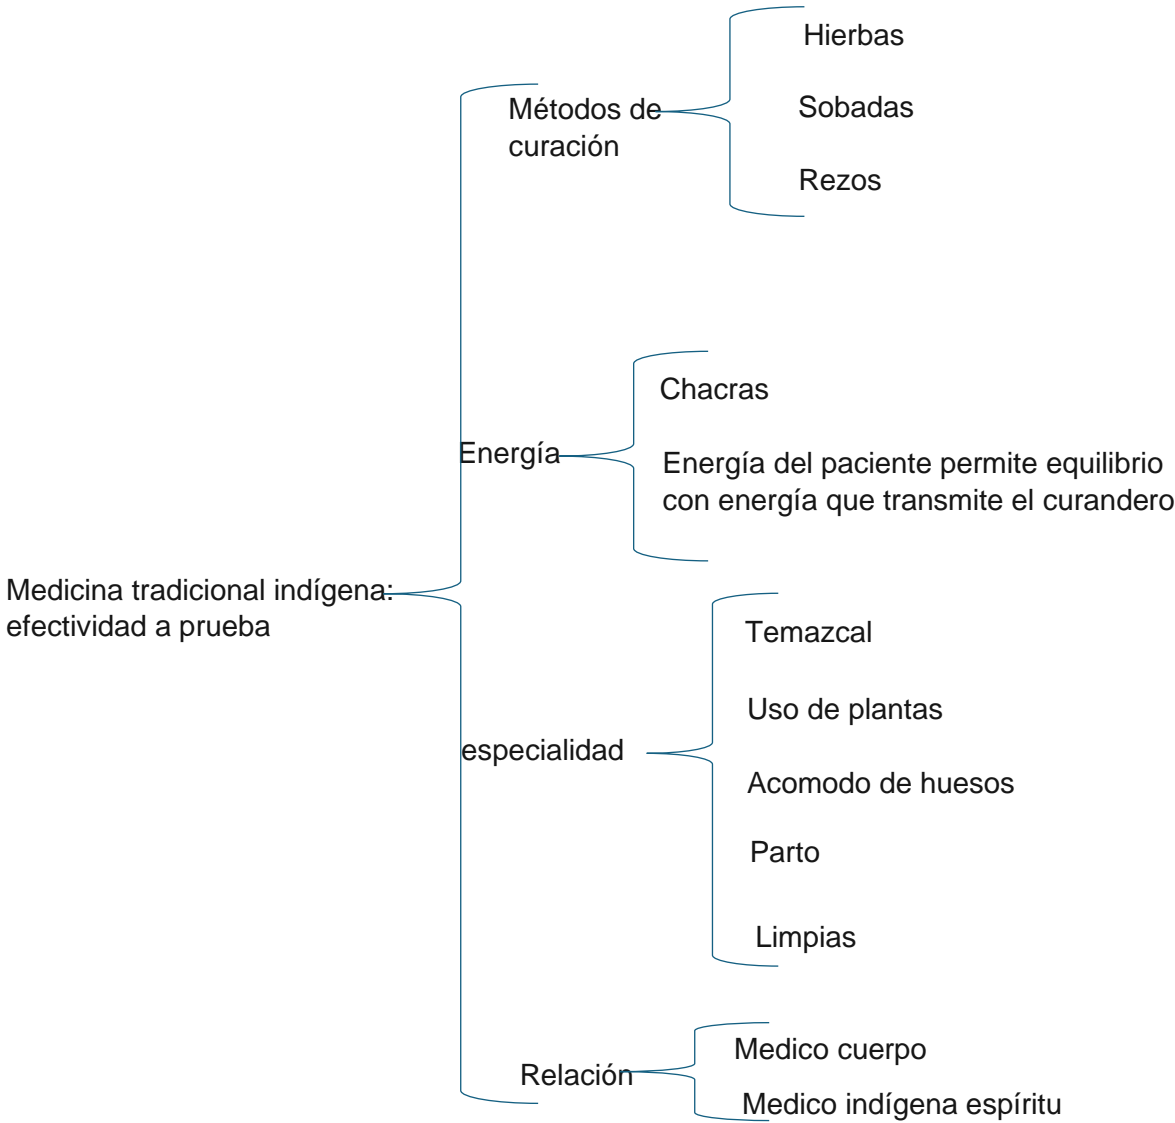 Medicina tradicional indígena:
efectividad a prueba
Métodos de
curación
Hierbas
Sobadas
Rezos
Energía
Chacras
Energía del paciente permite equilibrio
con energía que transmite el curandero
especialidad
Temazcal
Uso de plantas
Acomodo de huesos
Parto
Limpias
Relación
Medico cuerpo
Medico indígena espíritu